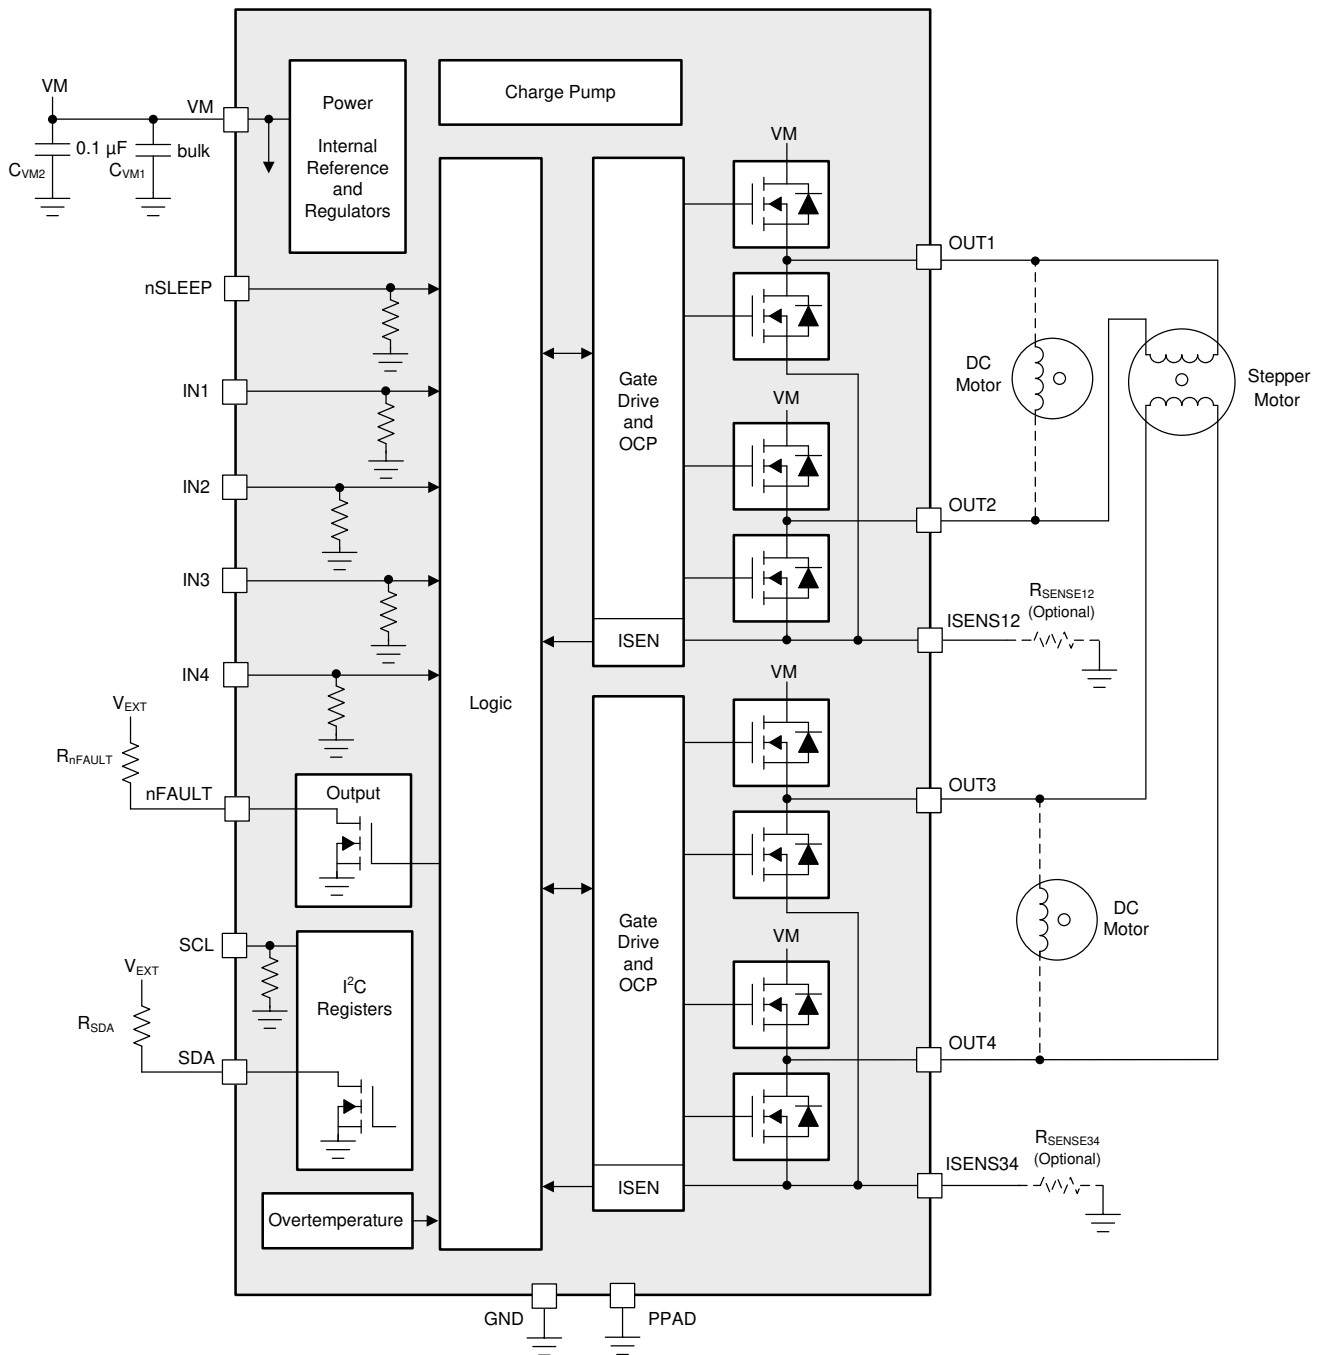 Power
Internal
Reference
and
Regulators
Charge Pump
VM
VM
0.1 µF
bulk
CVM2
CVM1
VM
nSLEEP
IN1
IN2
IN3
IN4
VEXT
RnFAULT
nFAULT
Output
SCL
VEXT
RSDA
SDA
I2C
Registers
Overtemperature
Logic
Gate
Drive
and
OCP
ISEN
VM
OUT1
DC
Motor
Stepper
Motor
OUT2
RSENSE12
(Optional)
ISENS12
VM
Gate
Drive
and
OCP
ISEN
OUT3
DC
Motor
VM
OUT4
RSENSE34
(Optional)
ISENS34
GND
PPAD